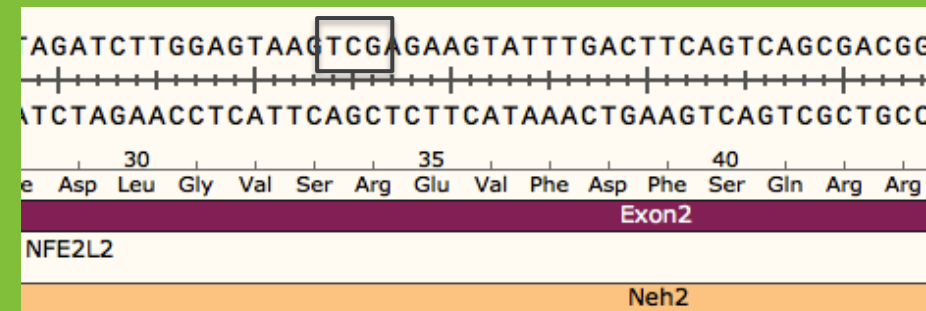 TAGATCTTGGAGTAAGTCGAGAAGTATTTGACTTCAGTCAGCGACGG
ATCTAGAACCTCATTCAGCTCTTCATAAACTGAAGTCAGTCGCTGCC
30 35 40
e Asp Leu Gly Val Ser Arg Glu Val Phe Asp Phe Ser Gln Arg Arg
Exon2
NFE2L2
Neh2